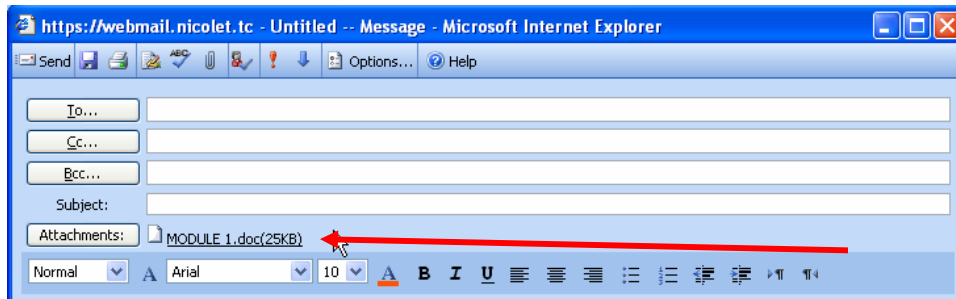 https://webmail.nicolet.tc - Untitled -- Message - Microsoft Internet Explorer
Send ABC Options... Help
To...
Cc...
Bcc...
Subject:
Attachments: MODULE 1.doc(25KB)
Normal A Arial 10 A B I U